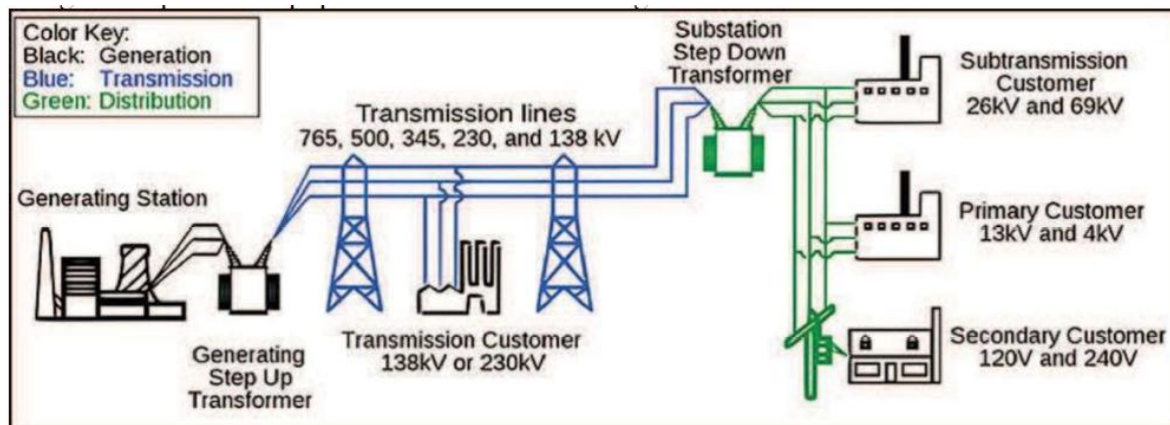 Color Key:
Black: Generation
Blue: Transmission
Green: Distribution
Substation
Step Down
Transformer
Subtransmission
Customer
26kV and 69kV
Transmission lines
765, 500, 345, 230, and 138 kV
Generating Station
Primary Customer
13kV and 4kV
Transmission Customer
138kV or 230kV
Generating
Step Up
Transformer
Secondary Customer
120V and 240V